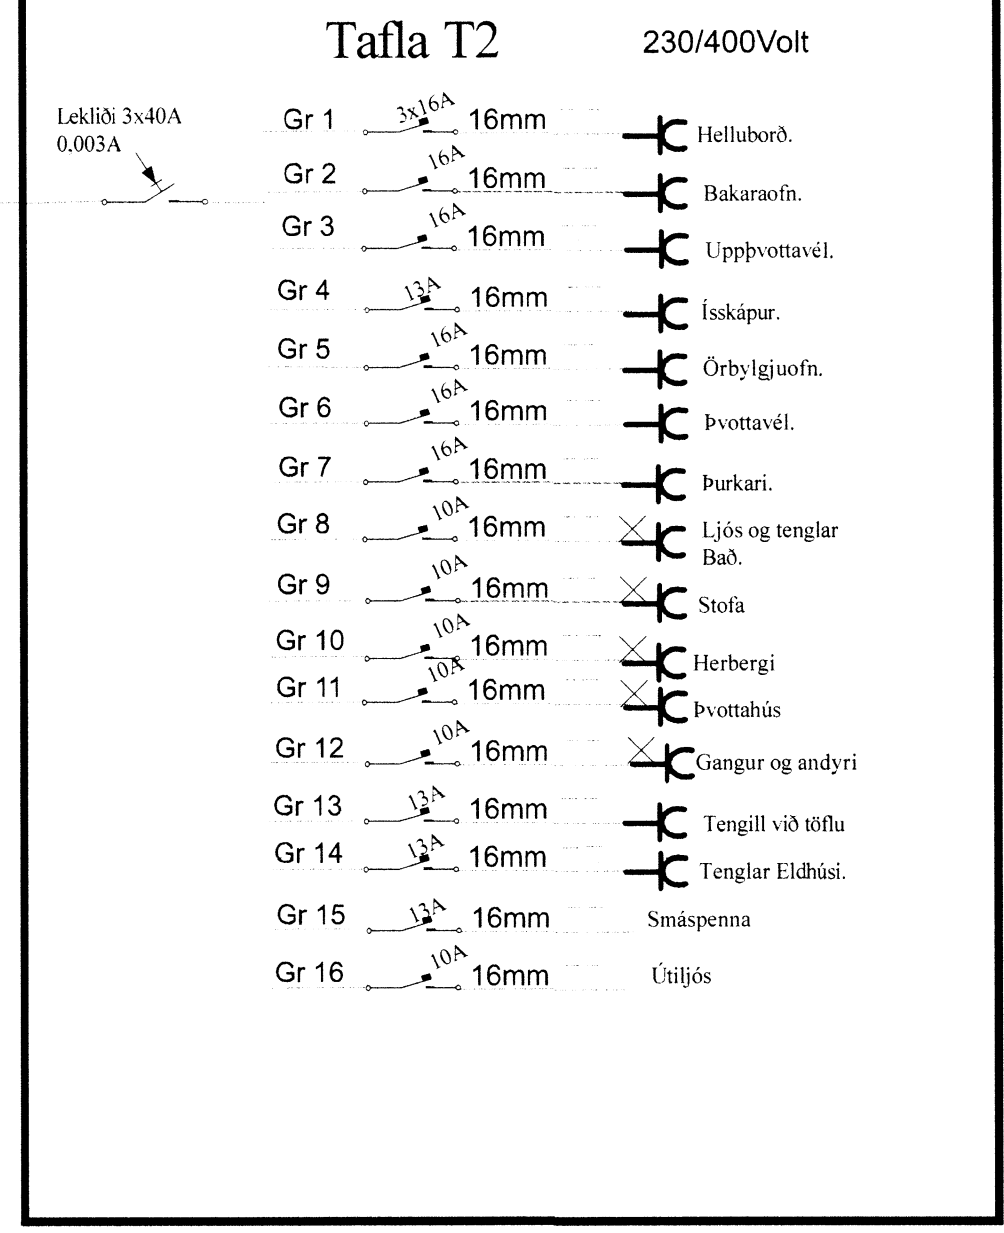 Tafla T2 230/400Volt
Lekliði 3x40A
0,003A
Gr 1 3x16A 16mm Helluborð.
Gr 2 16A 16mm Bakaraofn.
Gr 3 16A 16mm Uppþvottavél.
Gr 4 13A 16mm Ísskápur.
Gr 5 16A 16mm Örbylgjuofn.
Gr 6 16A 16mm Þvottavél.
Gr 7 16A 16mm Þurkari.
Gr 8 10A 16mm Ljós og tenglar
Bað.
Gr 9 10A 16mm Stofa
Gr 10 10A 16mm Herbergi
Gr 11 10A 16mm Þvottahús
Gr 12 10A 16mm Gangur og andyri
Gr 13 13A 16mm Tengill við töflu
Gr 14 13A 16mm Tenglar Eldhúsi.
Gr 15 13A 16mm Smáspenna
Gr 16 10A 16mm Útiljós